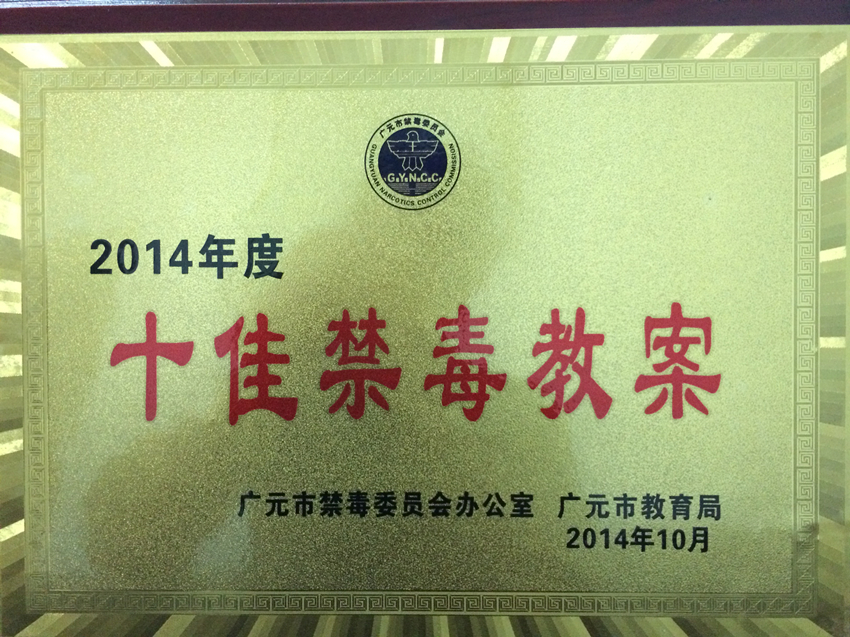 广元市禁毒委员会
G.Y.N.C.C.
GUANGYUAN NARCOTICS CONTROL COMMISSION
2014年度
十佳禁毒教案
广元市禁毒委员会办公室 广元市教育局
2014年10月